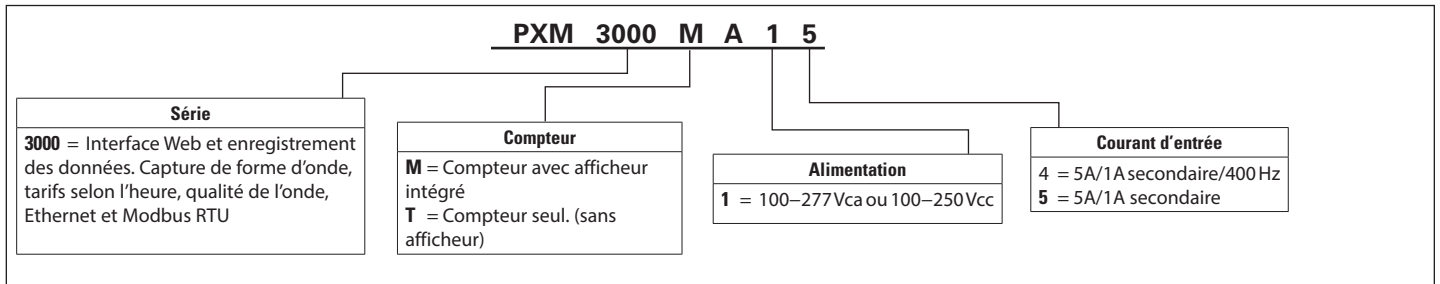 PXM 3000 M A 1 5
Série
3000 = Interface Web et enregistrement
des données. Capture de forme d'onde,
tarifs selon l'heure, qualité de l'onde,
Ethernet et Modbus RTU
Compteur
M = Compteur avec afficheur
intégré
T = Compteur seul. (sans
afficheur)
Alimentation
1 = 100–277 Vca ou 100–250 Vcc
Courant d'entrée
4 = 5A/1A secondaire/400 Hz
5 = 5A/1A secondaire